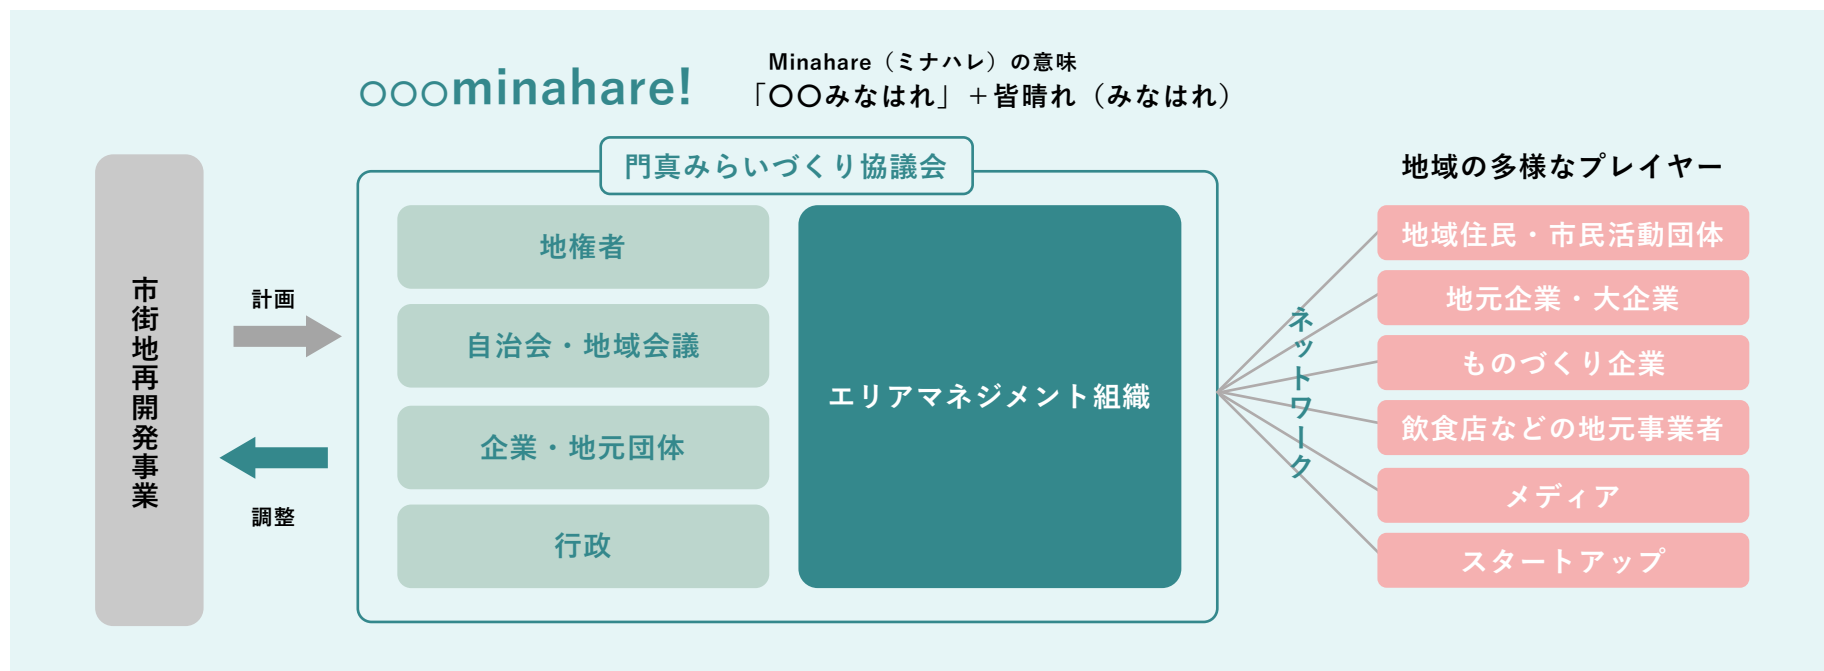 ○○○minahare!
Minahare（ミナハレ）の意味
「〇〇みなはれ」＋皆晴れ（みなはれ）
市街地再開発事業
計画
調整
門真みらいづくり協議会
地権者
自治会・地域会議
企業・地元団体
行政
エリアマネジメント組織
ネットワーク
地域の多様なプレイヤー
地域住民・市民活動団体
地元企業・大企業
ものづくり企業
飲食店などの地元事業者
メディア
スタートアップ